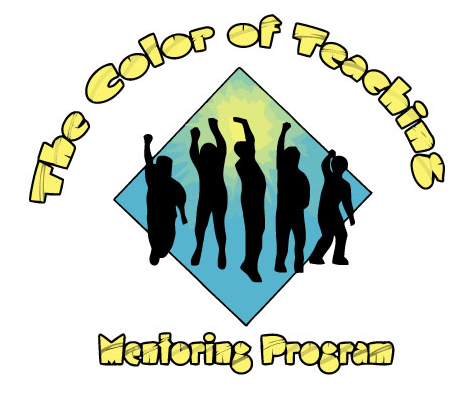 The Color of Teaching
Mentoring Program